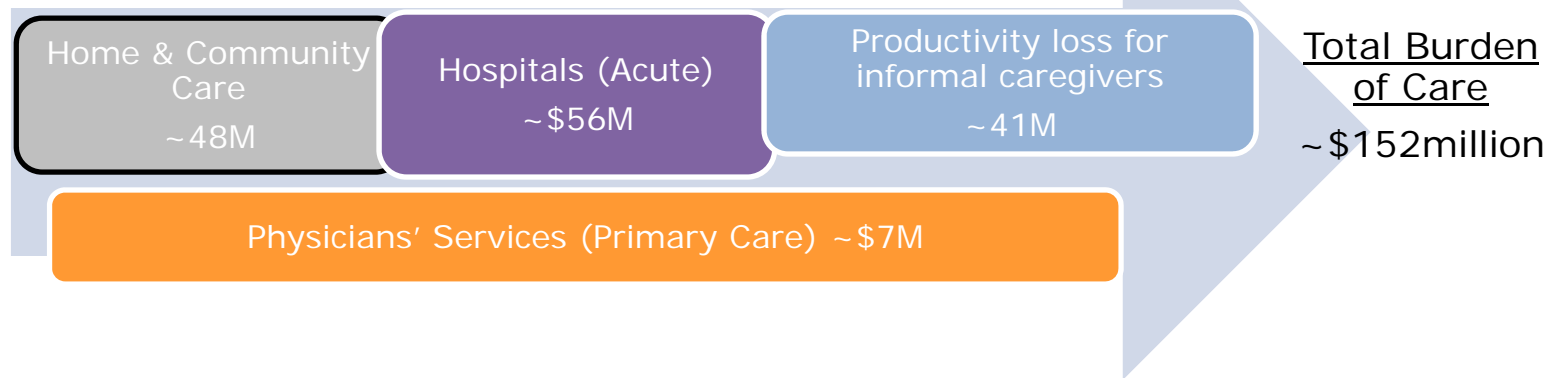 Home & Community
Care
~48M
Hospitals (Acute)
~$56M
Productivity loss for
informal caregivers
~41M
Total Burden
of Care
~$152million
Physicians’ Services (Primary Care) ~$7M